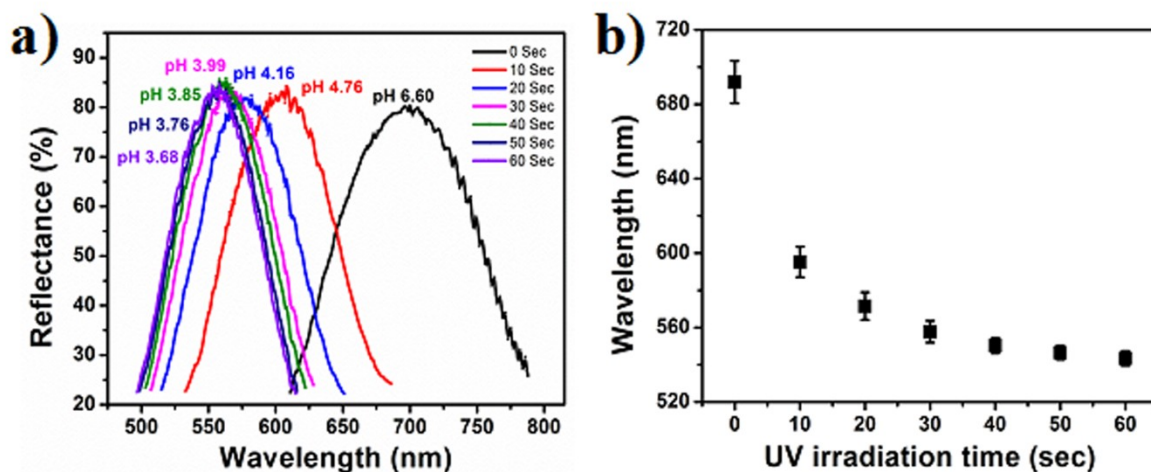 a)
95
90
85
80
75
70
65
60
55
50
45
40
35
30
25
20
Reflectance (%)
500 550 600 650 700 750 800
Wavelength (nm)
pH 3.99
pH 3.85
pH 4.16
pH 4.76
pH 6.60
pH 3.76
pH 3.68
0 Sec
10 Sec
20 Sec
30 Sec
40 Sec
50 Sec
60 Sec
b)
720
680
640
600
560
520
Wavelength (nm)
0 10 20 30 40 50 60
UV irradiation time (sec)